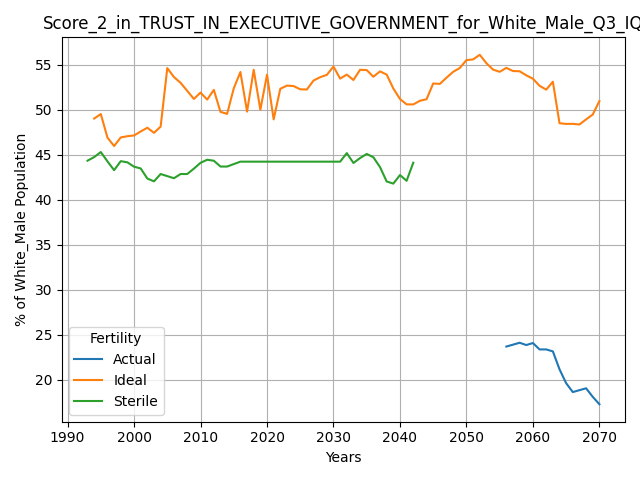 Score_2_in_TRUST_IN_EXECUTIVE_GOVERNMENT_for_White_Male_Q3_IQ
% of White_Male Population
55
50
45
40
35
30
25
20
Fertility
Actual
Ideal
Sterile
1990 2000 2010 2020 2030 2040 2050 2060 2070
Years